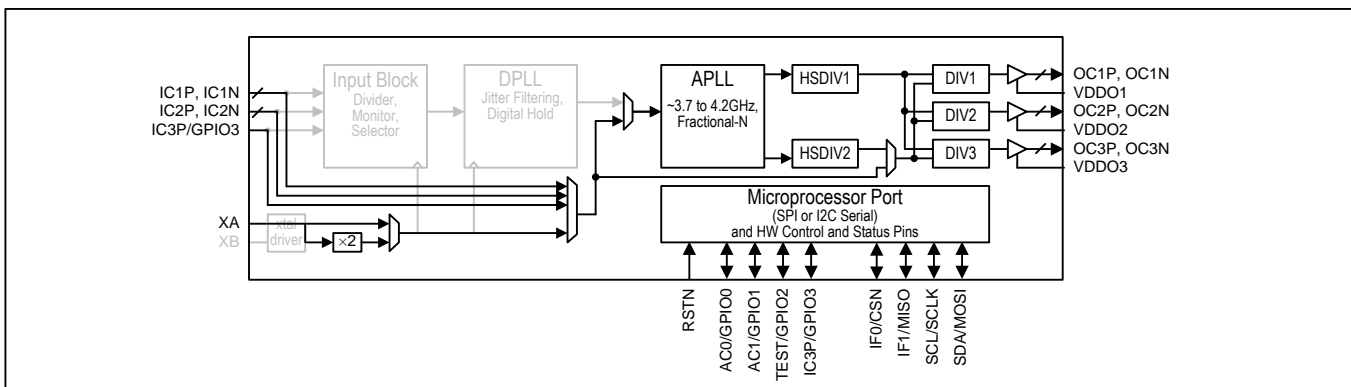 IC1P, IC1N
IC2P, IC2N
IC3P/GPIO3
XA
XB
Input Block
Divider,
Monitor,
Selector
DPLL
Jitter Filtering,
Digital Hold
xtal
driver
×2
APLL
~3.7 to 4.2GHz,
Fractional-N
HSDIV1
HSDIV2
DIV1
DIV2
DIV3
OC1P, OC1N
VDDO1
OC2P, OC2N
VDDO2
OC3P, OC3N
VDDO3
Microprocessor Port
(SPI or I2C Serial)
and HW Control and Status Pins
RSTN
AC0/GPIO0
AC1/GPIO1
TEST/GPIO2
IC3P/GPIO3
IF0/CSN
IF1/MISO
SCL/SCLK
SDA/MOSI